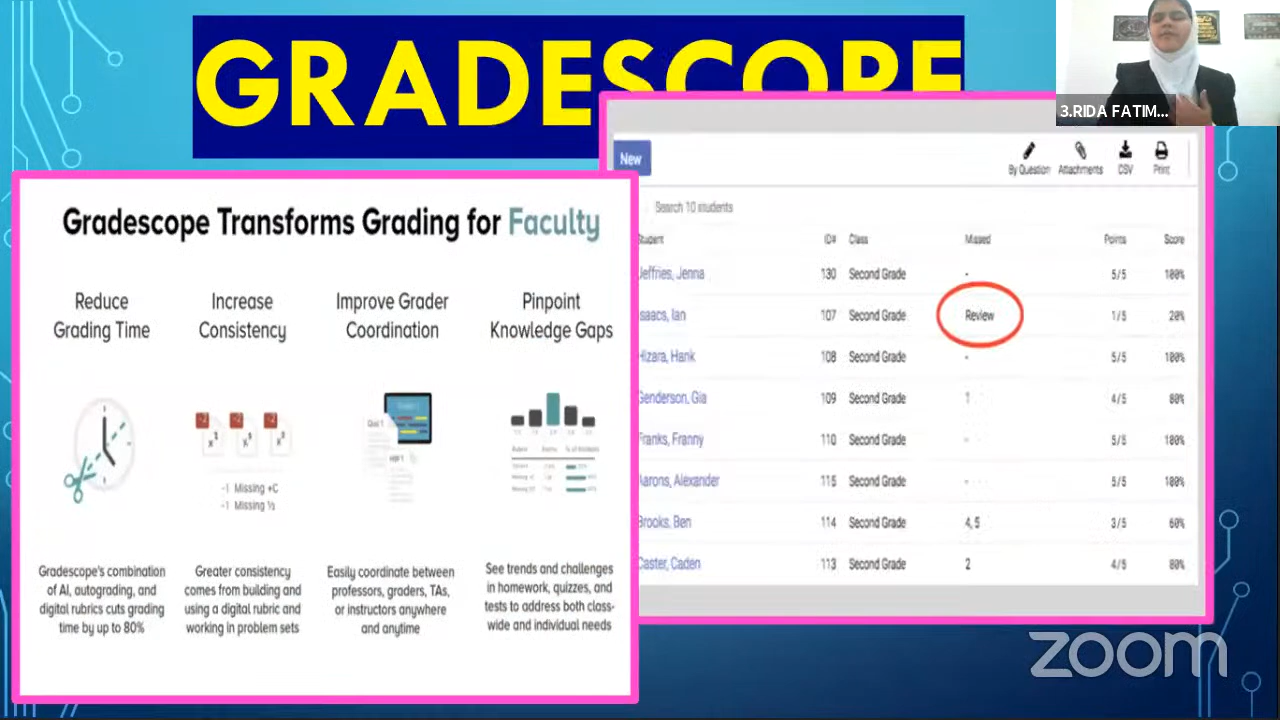 GRADESCOPE
3.RIDA FATIM...
Gradescope Transforms Grading for Faculty
Reduce
Grading Time
Increase
Consistency
Improve Grader
Coordination
Pinpoint
Knowledge Gaps
-1 Missing +C
-1 Missing ½
Quiz 1
Gradescope's combination
of AI, autograding, and
digital rubrics cuts grading
time by up to 80%
Greater consistency
comes from building and
using a digital rubric and
working in problem sets
Easily coordinate between
professors, graders, TAs,
or instructors anywhere
and anytime
See trends and challenges
in homework, quizzes, and
tests to address both class-
wide and individual needs
New
By Question Attachments CSV Print
Search 10 students
Student ID# Class Missed Points Score
Jeffries, Jenna 130 Second Grade - 5/5 100%
Isaacs, Ian 107 Second Grade Review 1/5 20%
Hizara, Hank 108 Second Grade - 5/5 100%
Genderson, Gia 109 Second Grade 1 4/5 80%
Franks, Franny 110 Second Grade - 5/5 100%
Aarons, Alexander 115 Second Grade - 5/5 100%
Brooks, Ben 114 Second Grade 4, 5 3/5 60%
Caster, Caden 113 Second Grade 2 4/5 80%
zoom